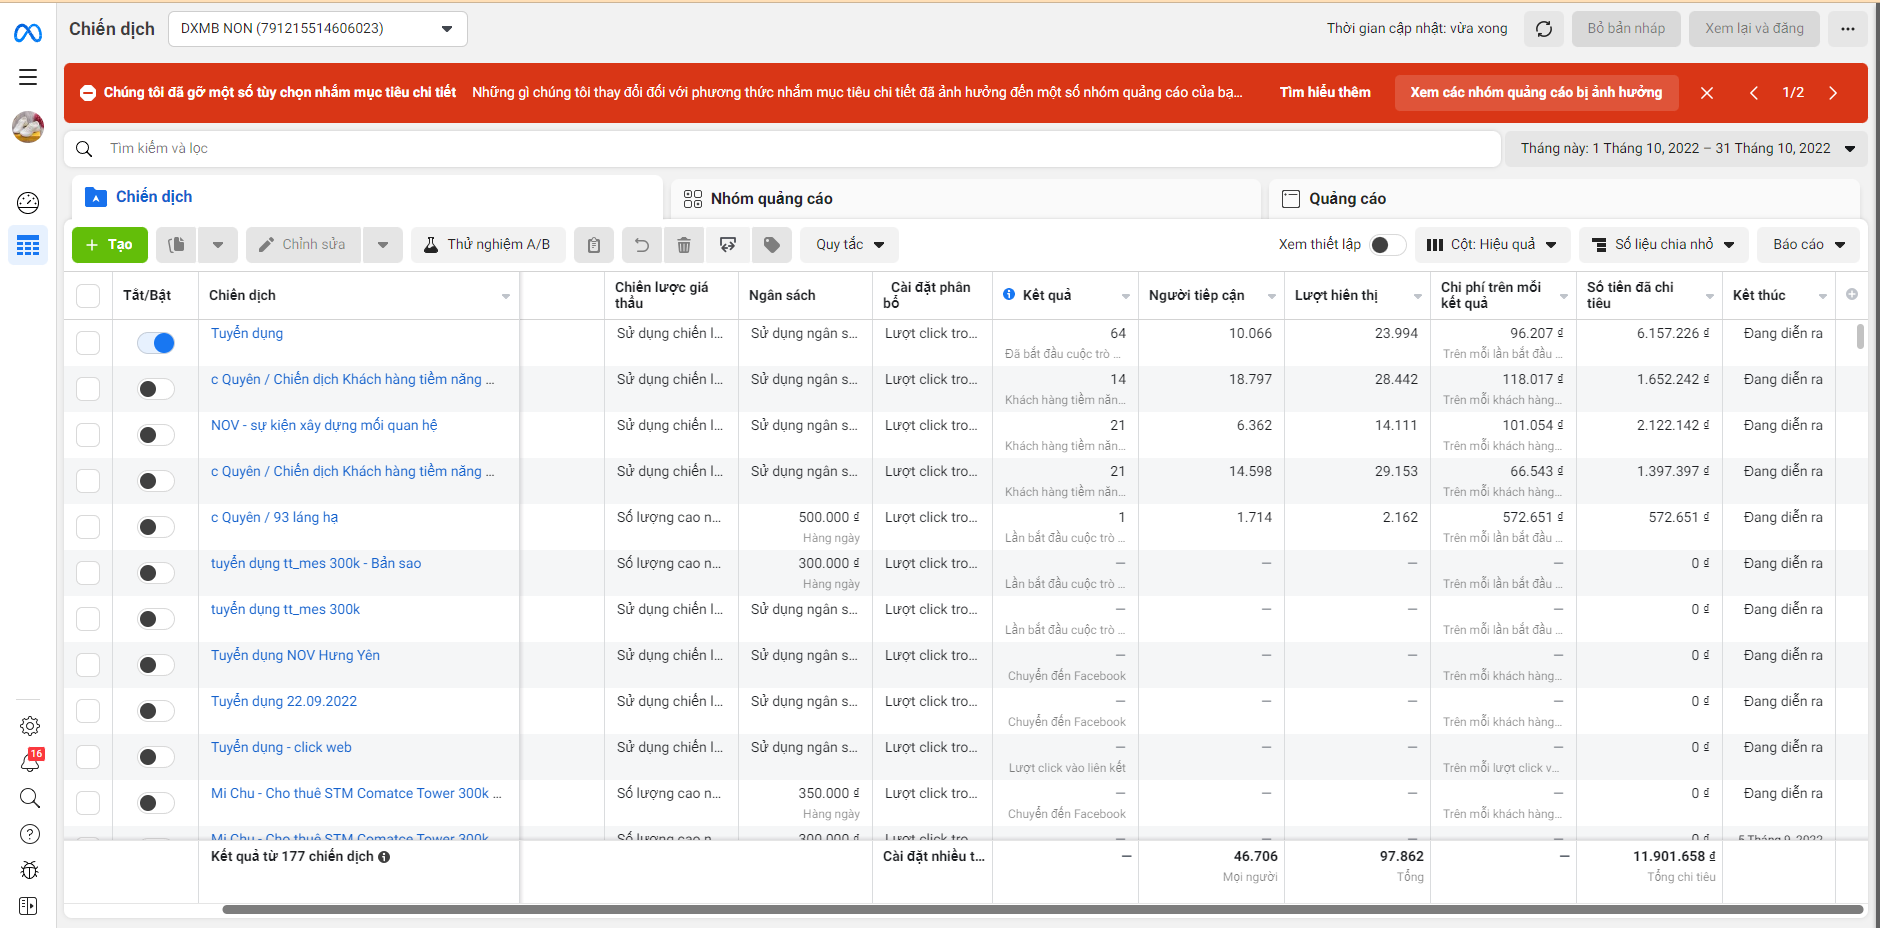 Chiến dịch
DXMB NON (791215514606023)
Thời gian cập nhật: vừa xong
Bỏ bản nháp
Xem lại và đăng
Chúng tôi đã gỡ một số tùy chọn nhắm mục tiêu chi tiết Những gì chúng tôi thay đổi đối với phương thức nhắm mục tiêu chi tiết đã ảnh hưởng đến một số nhóm quảng cáo của bạ... Tìm hiểu thêm Xem các nhóm quảng cáo bị ảnh hưởng 1/2
Tìm kiếm và lọc
Tháng này: 1 Tháng 10, 2022 – 31 Tháng 10, 2022
Chiến dịch
Nhóm quảng cáo
Quảng cáo
+ Tạo
Chỉnh sửa
Thử nghiệm A/B
Quy tắc
Xem thiết lập
Cột: Hiệu quả
Số liệu chia nhỏ
Báo cáo
Tắt/Bật Chiến dịch Chiến lược giá thầu Ngân sách Cài đặt phân bổ Kết quả Người tiếp cận Lượt hiển thị Chi phí trên mỗi kết quả Số tiền đã chi tiêu Kết thúc
Tuyển dụng Sử dụng chiến l... Sử dụng ngân s... Lượt click tro... 64 10.066 23.994 96.207 ₫ 6.157.226 ₫ Đang diễn ra
Đã bắt đầu cuộc trò ... Trên mỗi lần bắt đầu ...
c Quyên / Chiến dịch Khách hàng tiềm năng ... Sử dụng chiến l... Sử dụng ngân s... Lượt click tro... 14 18.797 28.442 118.017 ₫ 1.652.242 ₫ Đang diễn ra
Khách hàng tiềm năn... Trên mỗi khách hàng...
NOV - sự kiện xây dựng mối quan hệ Sử dụng chiến l... Sử dụng ngân s... Lượt click tro... 21 6.362 14.111 101.054 ₫ 2.122.142 ₫ Đang diễn ra
Khách hàng tiềm năn... Trên mỗi khách hàng...
c Quyên / Chiến dịch Khách hàng tiềm năng ... Sử dụng chiến l... Sử dụng ngân s... Lượt click tro... 21 14.598 29.153 66.543 ₫ 1.397.397 ₫ Đang diễn ra
Khách hàng tiềm năn... Trên mỗi khách hàng...
c Quyên / 93 láng hạ Số lượng cao n... 500.000 ₫ Lượt click tro... 1 1.714 2.162 572.651 ₫ 572.651 ₫ Đang diễn ra
Hàng ngày Lần bắt đầu cuộc trò ... Trên mỗi lần bắt đầu ...
tuyển dụng tt_mes 300k - Bản sao Số lượng cao n... 300.000 ₫ Lượt click tro... — — — — 0 ₫ Đang diễn ra
Hàng ngày Lần bắt đầu cuộc trò ... Trên mỗi lần bắt đầu ...
tuyển dụng tt_mes 300k Sử dụng chiến l... Sử dụng ngân s... Lượt click tro... — — — — 0 ₫ Đang diễn ra
Lần bắt đầu cuộc trò ... Trên mỗi lần bắt đầu ...
Tuyển dụng NOV Hưng Yên Sử dụng chiến l... Sử dụng ngân s... Lượt click tro... — — — — 0 ₫ Đang diễn ra
Chuyển đến Facebook Trên mỗi khách hàng...
Tuyển dụng 22.09.2022 Sử dụng chiến l... Sử dụng ngân s... Lượt click tro... — — — — 0 ₫ Đang diễn ra
Chuyển đến Facebook Trên mỗi khách hàng...
Tuyển dụng - click web Sử dụng chiến l... Sử dụng ngân s... Lượt click tro... — — — — 0 ₫ Đang diễn ra
Lượt click vào liên kết Trên mỗi lượt click v...
Mi Chu - Cho thuê STM Comatce Tower 300k ... Số lượng cao n... 350.000 ₫ Lượt click tro... — — — — 0 ₫ Đang diễn ra
Hàng ngày Chuyển đến Facebook Trên mỗi khách hàng...
Mi Chu - Cho thuê STM Comatce Tower 300k Số lượng cao n... 300.000 ₫ Lượt click tro... — — — — 0 ₫ 5 Tháng 9, 2022
Kết quả từ 177 chiến dịch Cài đặt nhiều t... — 46.706 97.862 — 11.901.658 ₫
Mọi người Tổng Tổng chi tiêu
16